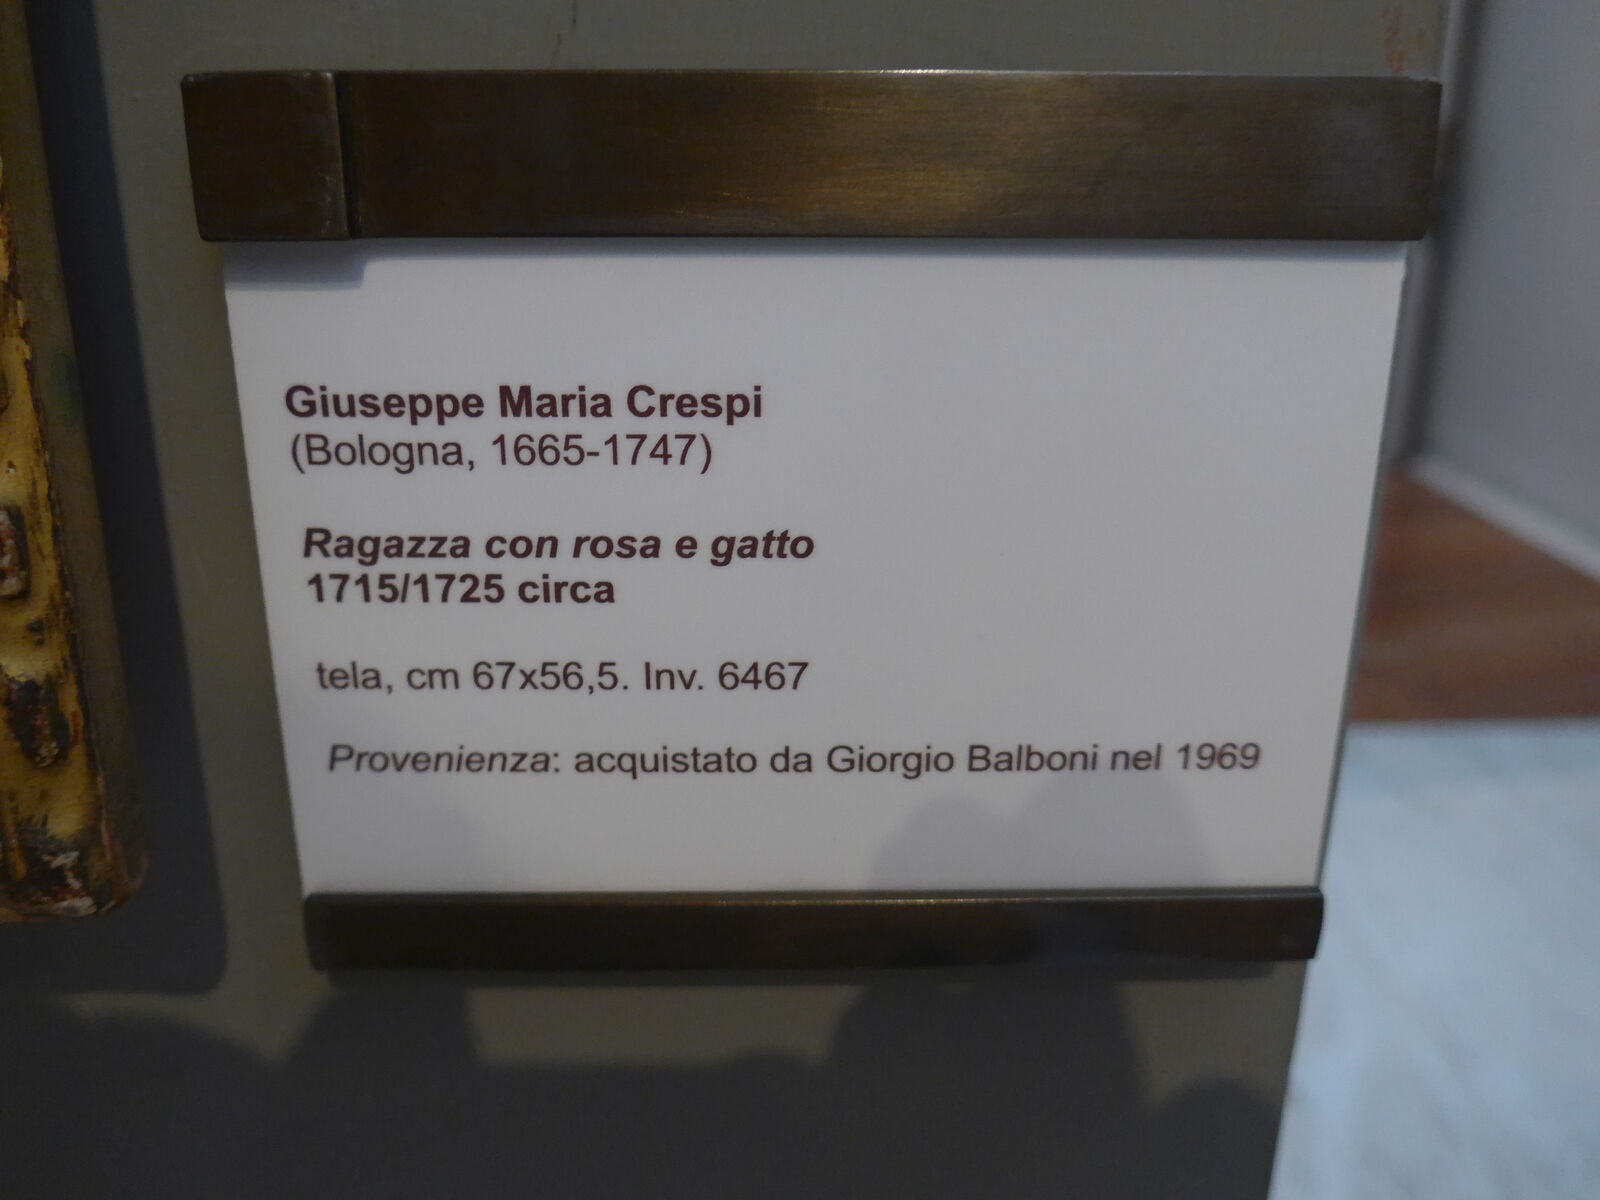 Giuseppe Maria Crespi
(Bologna, 1665-1747)
Ragazza con rosa e gatto
1715/1725 circa
tela, cm 67x56,5. Inv. 6467
Provenienza: acquistato da Giorgio Balboni nel 1969